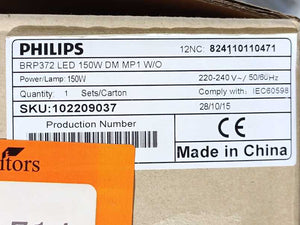 PHILIPS 12NC: 824110110471
BRP372 LED 150W DM MP1 W/O
Power/Lamp: 150W 220-240V~/ 50/60Hz
Quantity: 1 Sets/Carton Comply with: IEC60598
SKU:102209037 28/10/15
Production Number CE
Made in China
itors